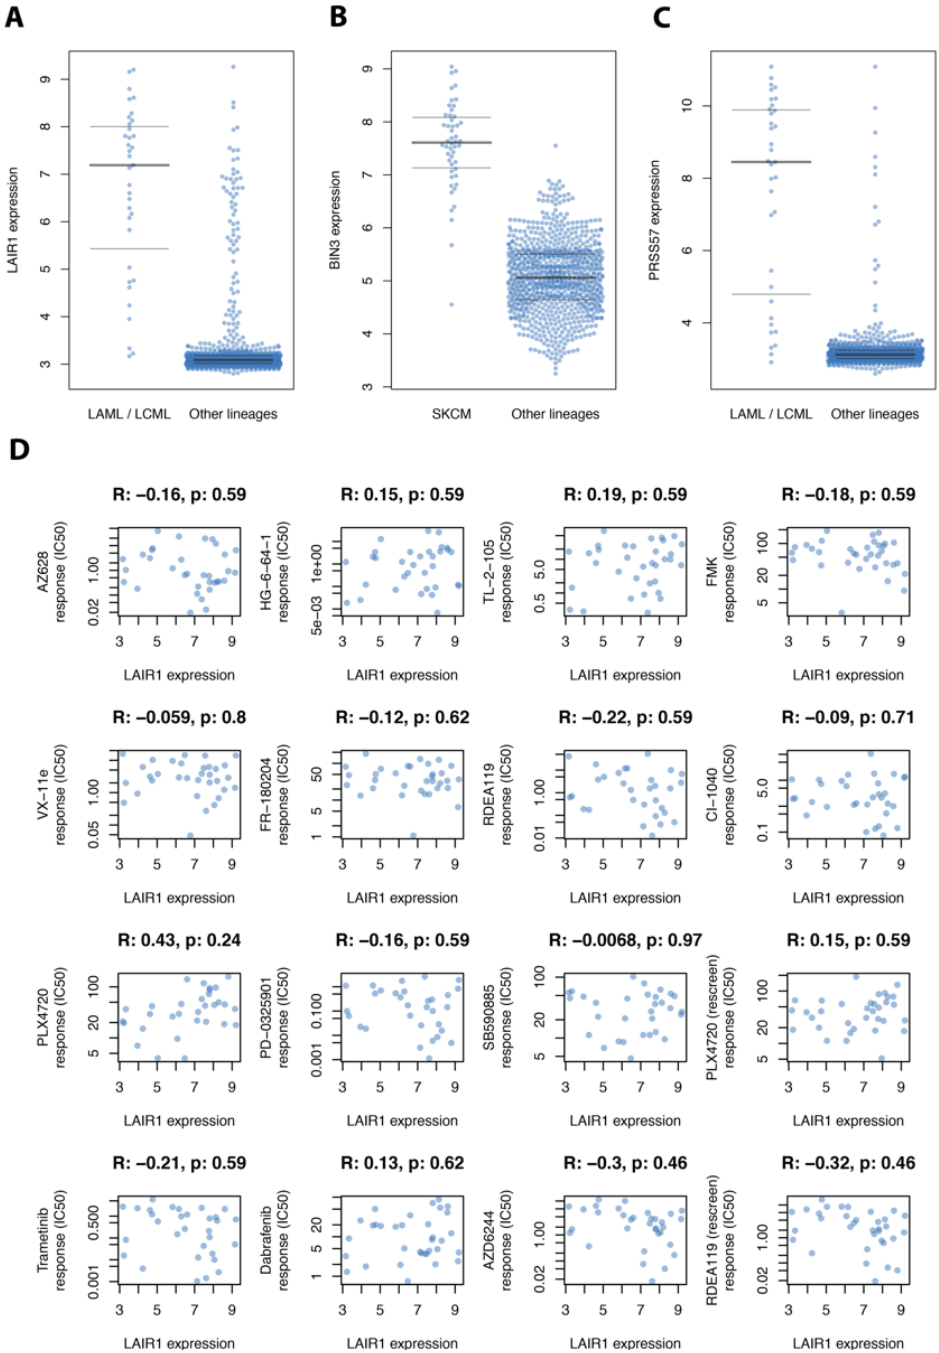 A
B
C
LAIR1 expression
9
8
7
6
5
4
3
LAML / LCML
Other lineages
BIN3 expression
9
8
7
6
5
4
3
SKCM
Other lineages
PRSS57 expression
10
8
6
4
LAML / LCML
Other lineages
D
R: −0.16, p: 0.59
AZ628
response (IC50)
1.00
0.02
3 5 7 9
LAIR1 expression
R: 0.15, p: 0.59
HG−6−64−1
response (IC50)
1e+00
5e−03
3 5 7 9
LAIR1 expression
R: 0.19, p: 0.59
TL−2−105
response (IC50)
5.0
0.5
3 5 7 9
LAIR1 expression
R: −0.18, p: 0.59
FMK
response (IC50)
100
20
5
3 5 7 9
LAIR1 expression
R: −0.059, p: 0.8
VX−11e
response (IC50)
1.00
0.05
3 5 7 9
LAIR1 expression
R: −0.12, p: 0.62
FR−180204
response (IC50)
50
5
1
3 5 7 9
LAIR1 expression
R: −0.22, p: 0.59
RDEA119
response (IC50)
1.00
0.01
3 5 7 9
LAIR1 expression
R: −0.09, p: 0.71
CI−1040
response (IC50)
5.0
0.1
3 5 7 9
LAIR1 expression
R: 0.43, p: 0.24
PLX4720
response (IC50)
100
20
5
3 5 7 9
LAIR1 expression
R: −0.16, p: 0.59
PD−0325901
response (IC50)
0.100
0.001
3 5 7 9
LAIR1 expression
R: −0.0068, p: 0.97
SB590885
response (IC50)
100
20
5
3 5 7 9
LAIR1 expression
R: 0.15, p: 0.59
PLX4720 (rescreen)
response (IC50)
100
20
5
3 5 7 9
LAIR1 expression
R: −0.21, p: 0.59
Trametinib
response (IC50)
0.500
0.001
3 5 7 9
LAIR1 expression
R: 0.13, p: 0.62
Dabrafenib
response (IC50)
20
5
1
3 5 7 9
LAIR1 expression
R: −0.3, p: 0.46
AZD6244
response (IC50)
1.00
0.02
3 5 7 9
LAIR1 expression
R: −0.32, p: 0.46
RDEA119 (rescreen)
response (IC50)
1.00
0.02
3 5 7 9
LAIR1 expression